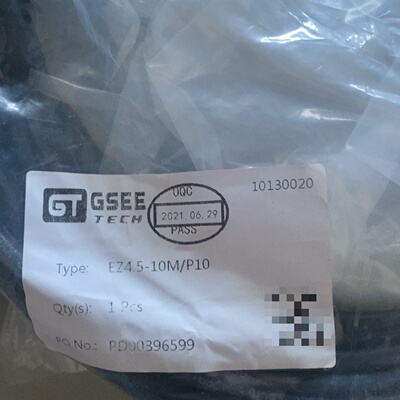 GT GSEE TECH
OQC
2021.06.29
PASS
10130020
Type: EZ4.5-10M/P10
Qty(s): 1 Pcs
PO No.: PD00396599